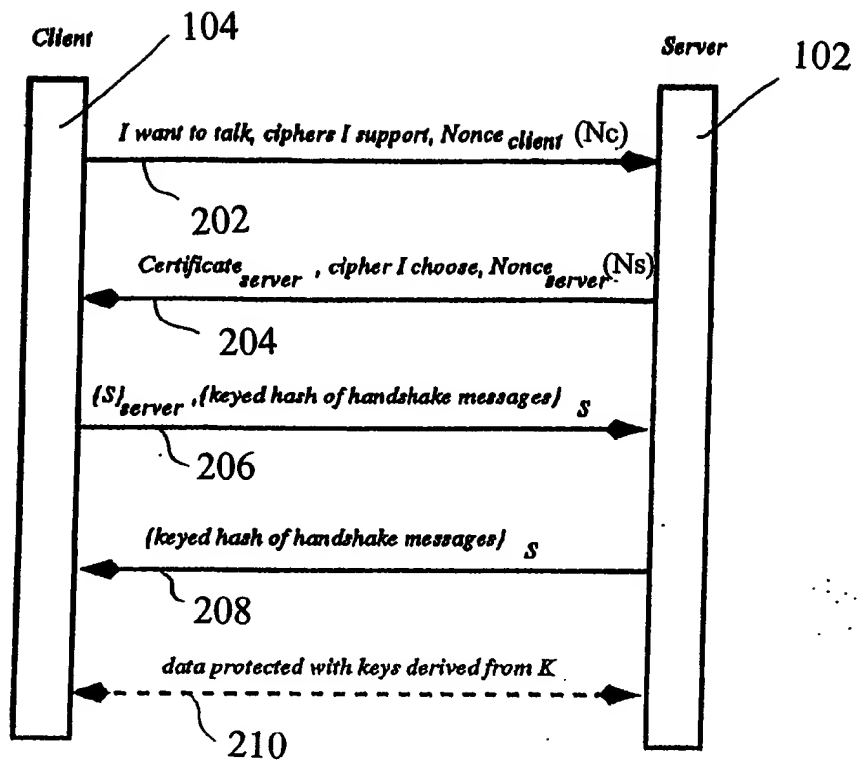 Client
104
Server
102
I want to talk, ciphers I support, Nonce client (Nc)
202
Certificate server , cipher I choose, Nonce server (Ns)
204
{S}server ,{keyed hash of handshake messages} S
206
{keyed hash of handshake messages} S
208
data protected with keys derived from K
210